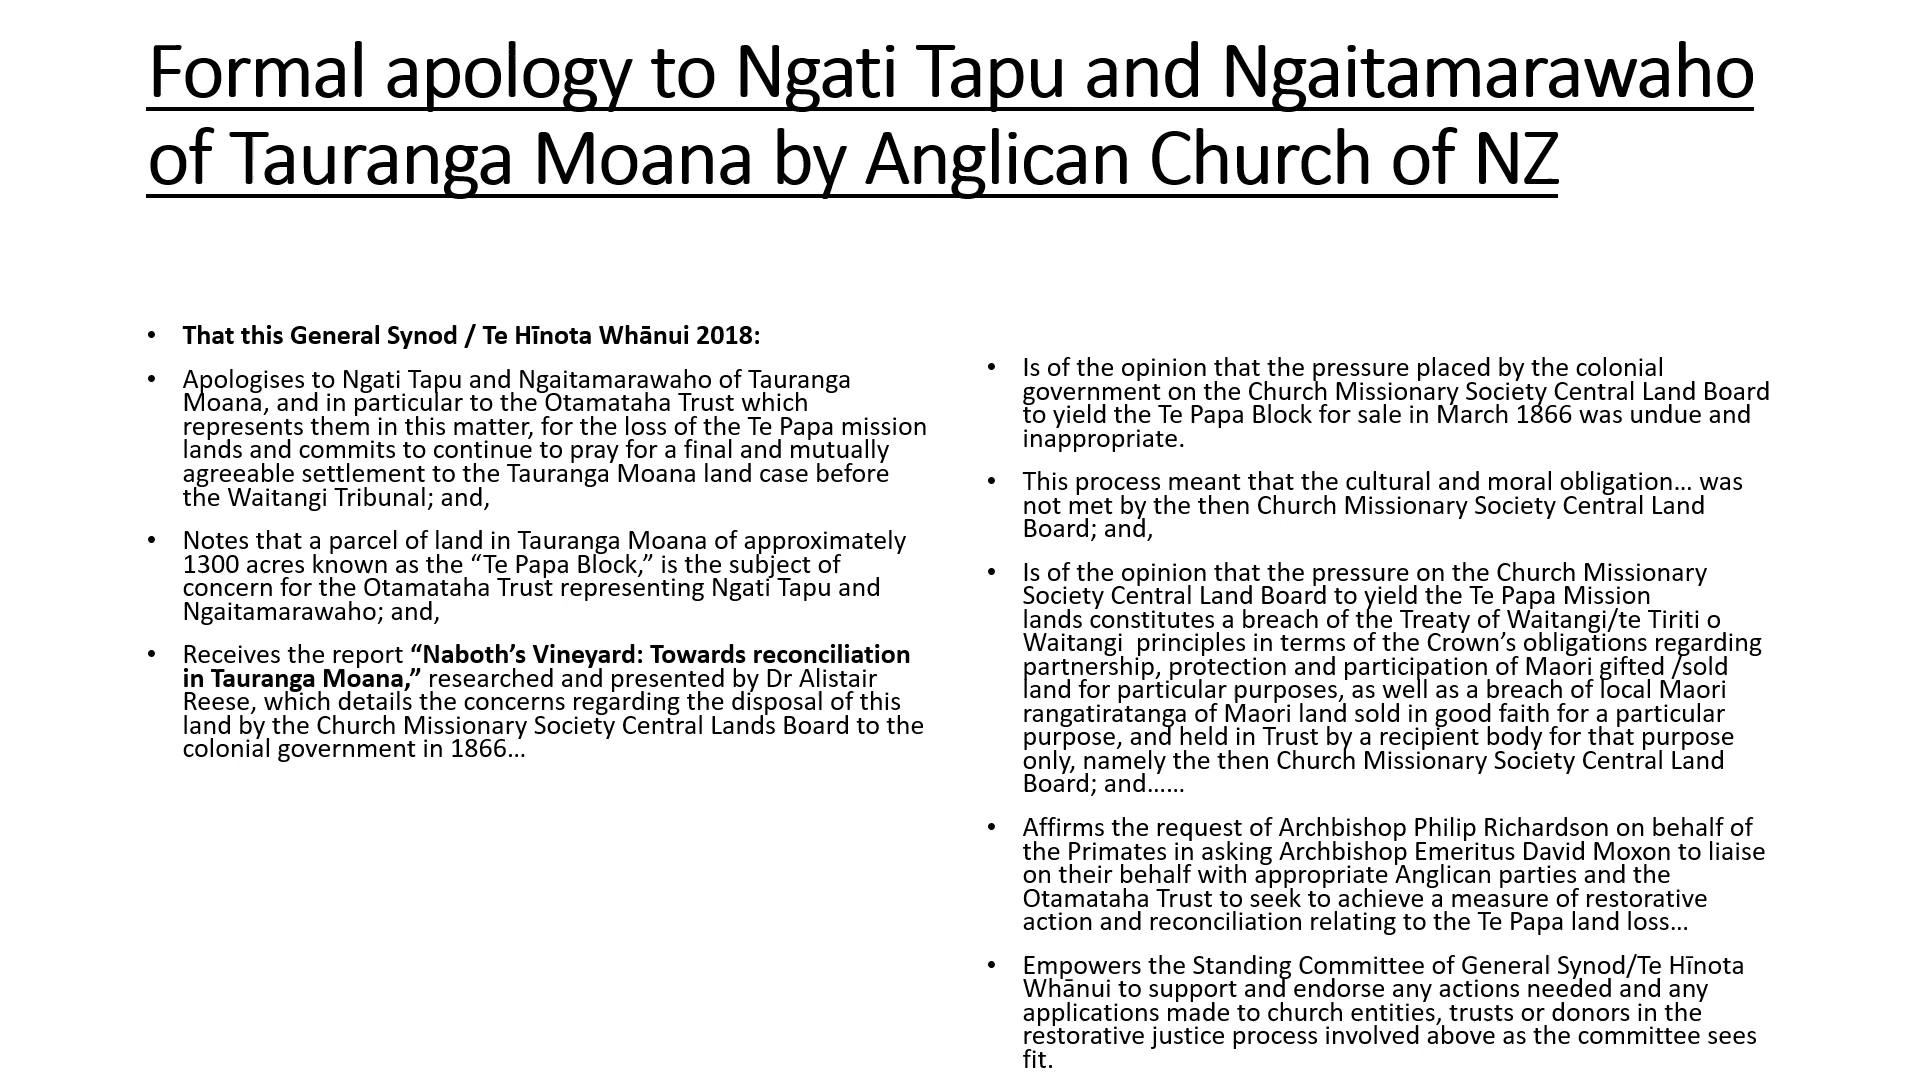 Formal apology to Ngati Tapu and Ngaitamarawaho
of Tauranga Moana by Anglican Church of NZ
• That this General Synod / Te Hīnota Whānui 2018:
• Apologises to Ngati Tapu and Ngaitamarawaho of Tauranga
Moana, and in particular to the Otamataha Trust which
represents them in this matter, for the loss of the Te Papa mission
lands and commits to continue to pray for a final and mutually
agreeable settlement to the Tauranga Moana land case before
the Waitangi Tribunal; and,
• Notes that a parcel of land in Tauranga Moana of approximately
1300 acres known as the “Te Papa Block,” is the subject of
concern for the Otamataha Trust representing Ngati Tapu and
Ngaitamarawaho; and,
• Receives the report “Naboth’s Vineyard: Towards reconciliation
in Tauranga Moana,” researched and presented by Dr Alistair
Reese, which details the concerns regarding the disposal of this
land by the Church Missionary Society Central Lands Board to the
colonial government in 1866…
• Is of the opinion that the pressure placed by the colonial
government on the Church Missionary Society Central Land Board
to yield the Te Papa Block for sale in March 1866 was undue and
inappropriate.
• This process meant that the cultural and moral obligation… was
not met by the then Church Missionary Society Central Land
Board; and,
• Is of the opinion that the pressure on the Church Missionary
Society Central Land Board to yield the Te Papa Mission
lands constitutes a breach of the Treaty of Waitangi/te Tiriti o
Waitangi  principles in terms of the Crown’s obligations regarding
partnership, protection and participation of Maori gifted /sold
land for particular purposes, as well as a breach of local Maori
rangatiratanga of Maori land sold in good faith for a particular
purpose, and held in Trust by a recipient body for that purpose
only, namely the then Church Missionary Society Central Land
Board; and……
• Affirms the request of Archbishop Philip Richardson on behalf of
the Primates in asking Archbishop Emeritus David Moxon to liaise
on their behalf with appropriate Anglican parties and the
Otamataha Trust to seek to achieve a measure of restorative
action and reconciliation relating to the Te Papa land loss…
• Empowers the Standing Committee of General Synod/Te Hīnota
Whānui to support and endorse any actions needed and any
applications made to church entities, trusts or donors in the
restorative justice process involved above as the committee sees
fit.